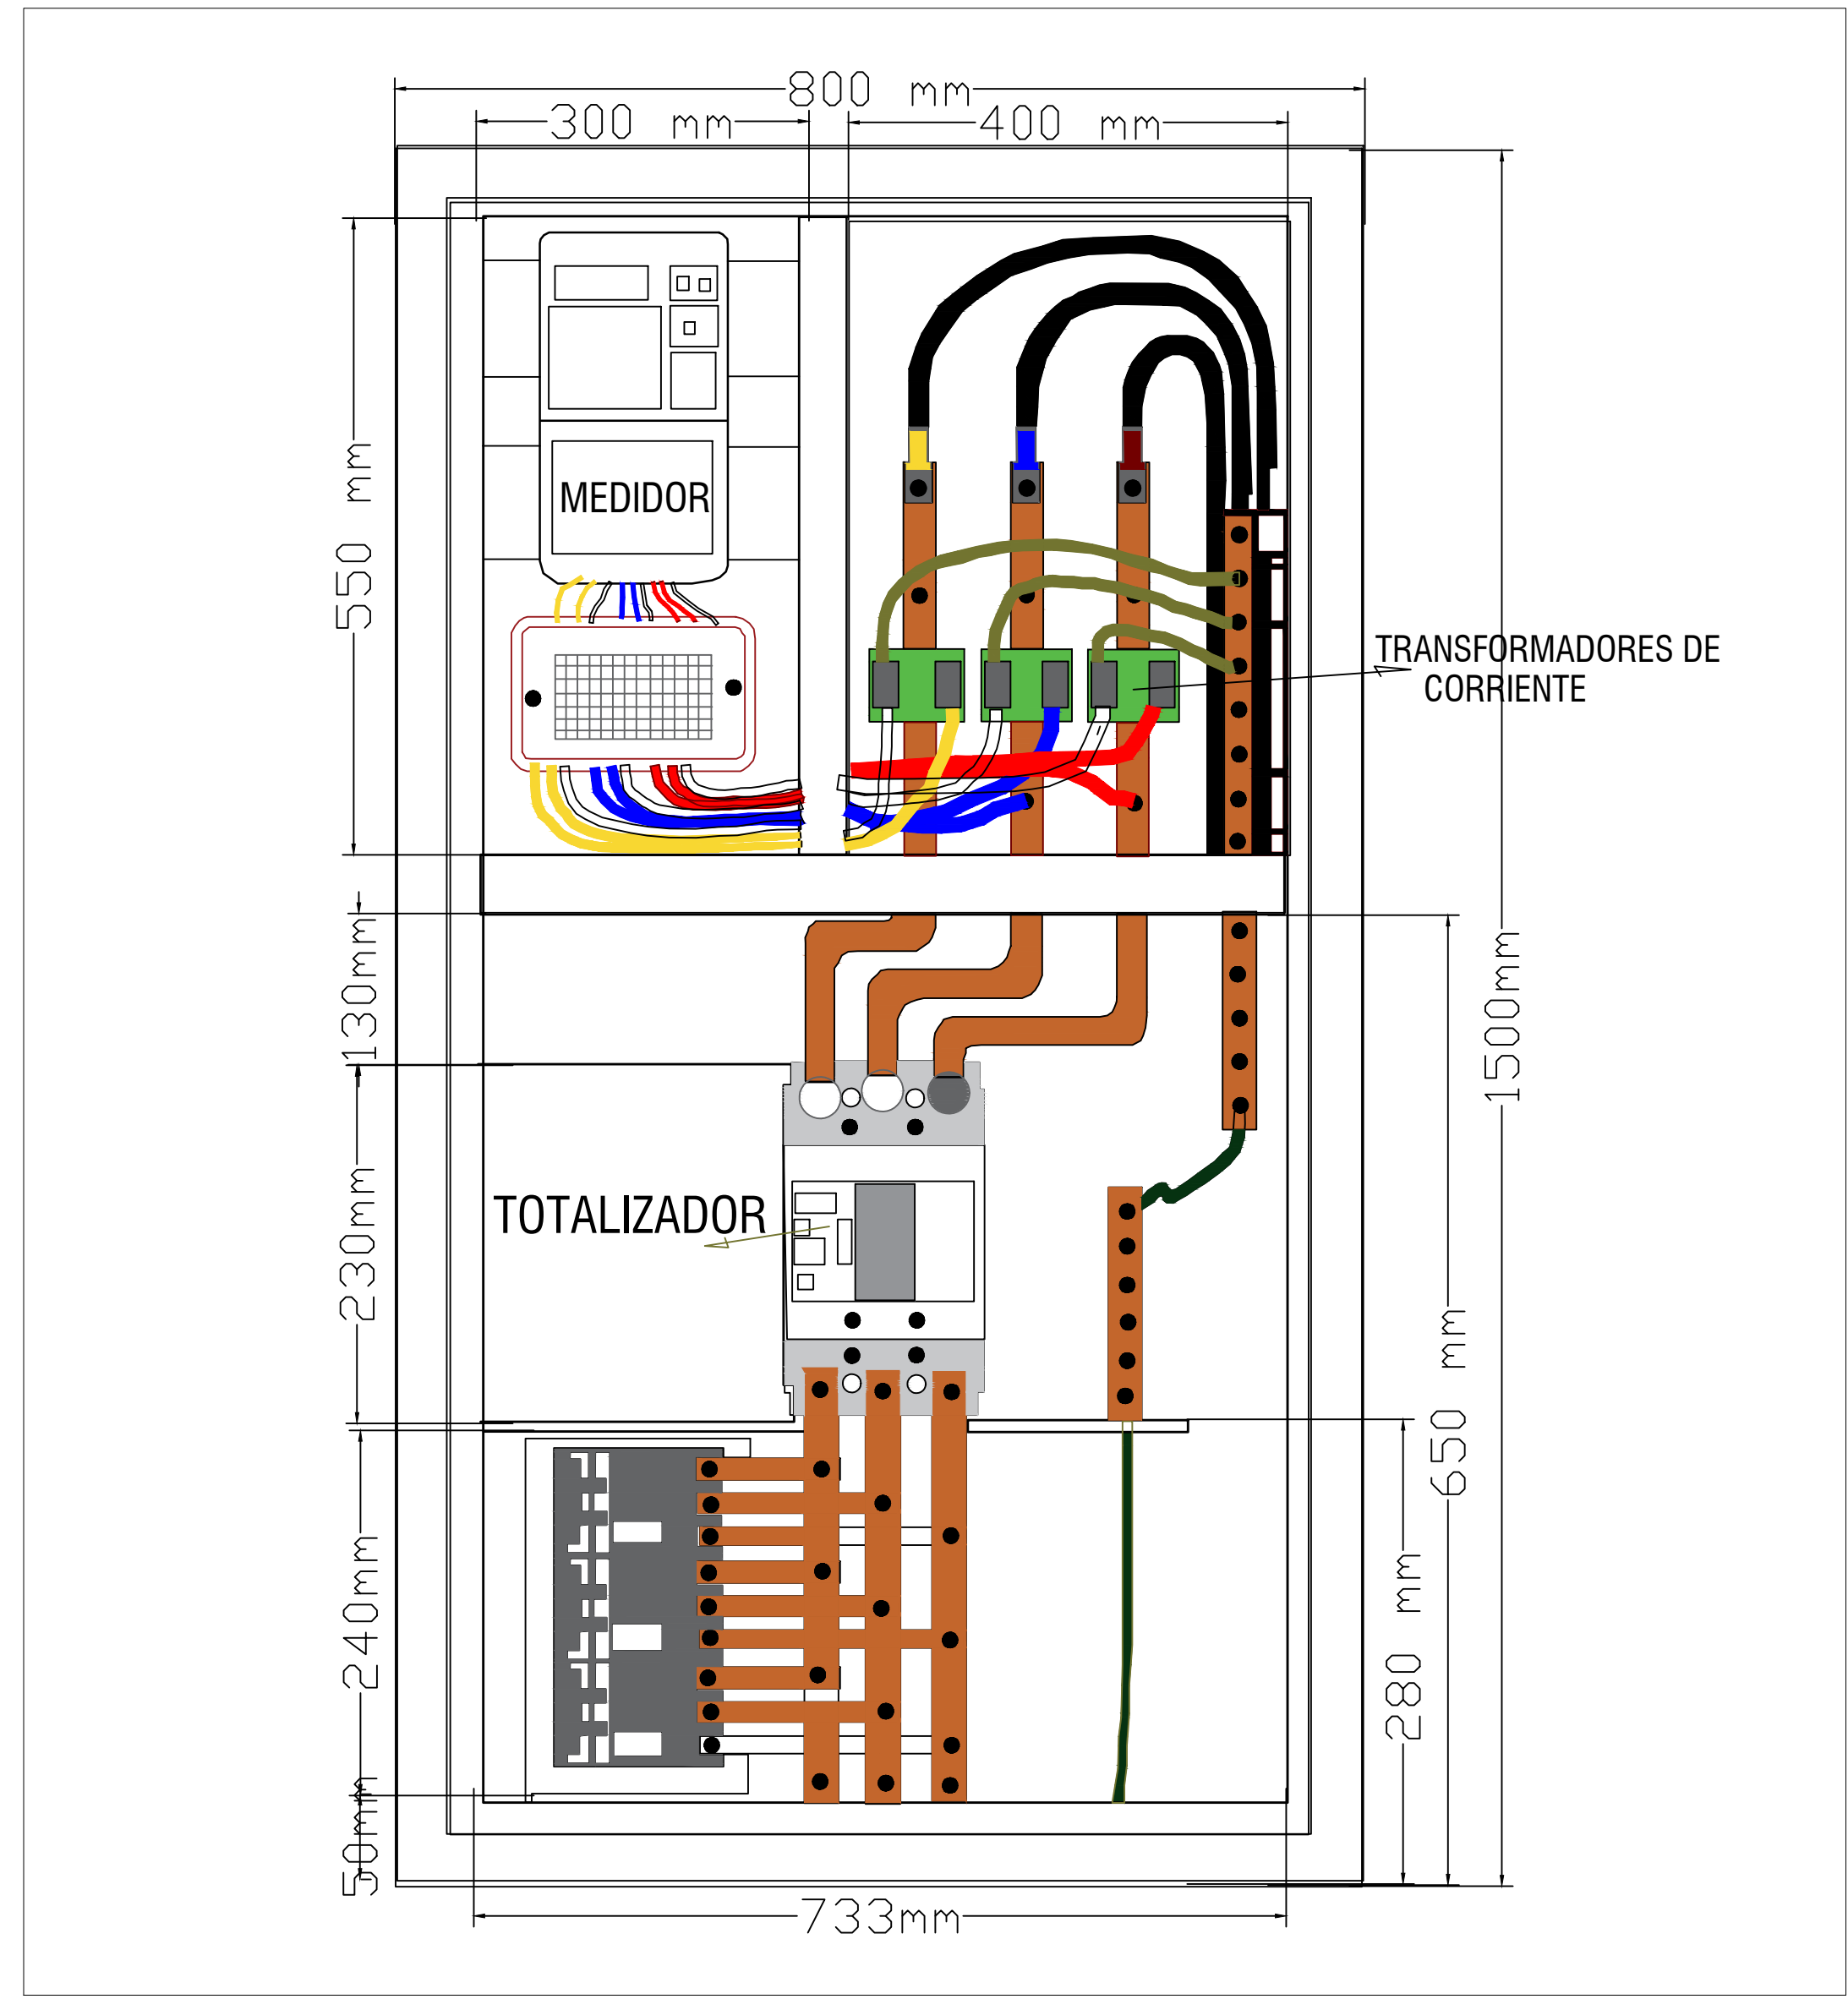 800 mm
300 mm
400 mm
550 mm
MEDIDOR
TRANSFORMADORES DE
CORRIENTE
130mm
1500mm
230mm
TOTALIZADOR
650 mm
240mm
280 mm
50mm
733mm